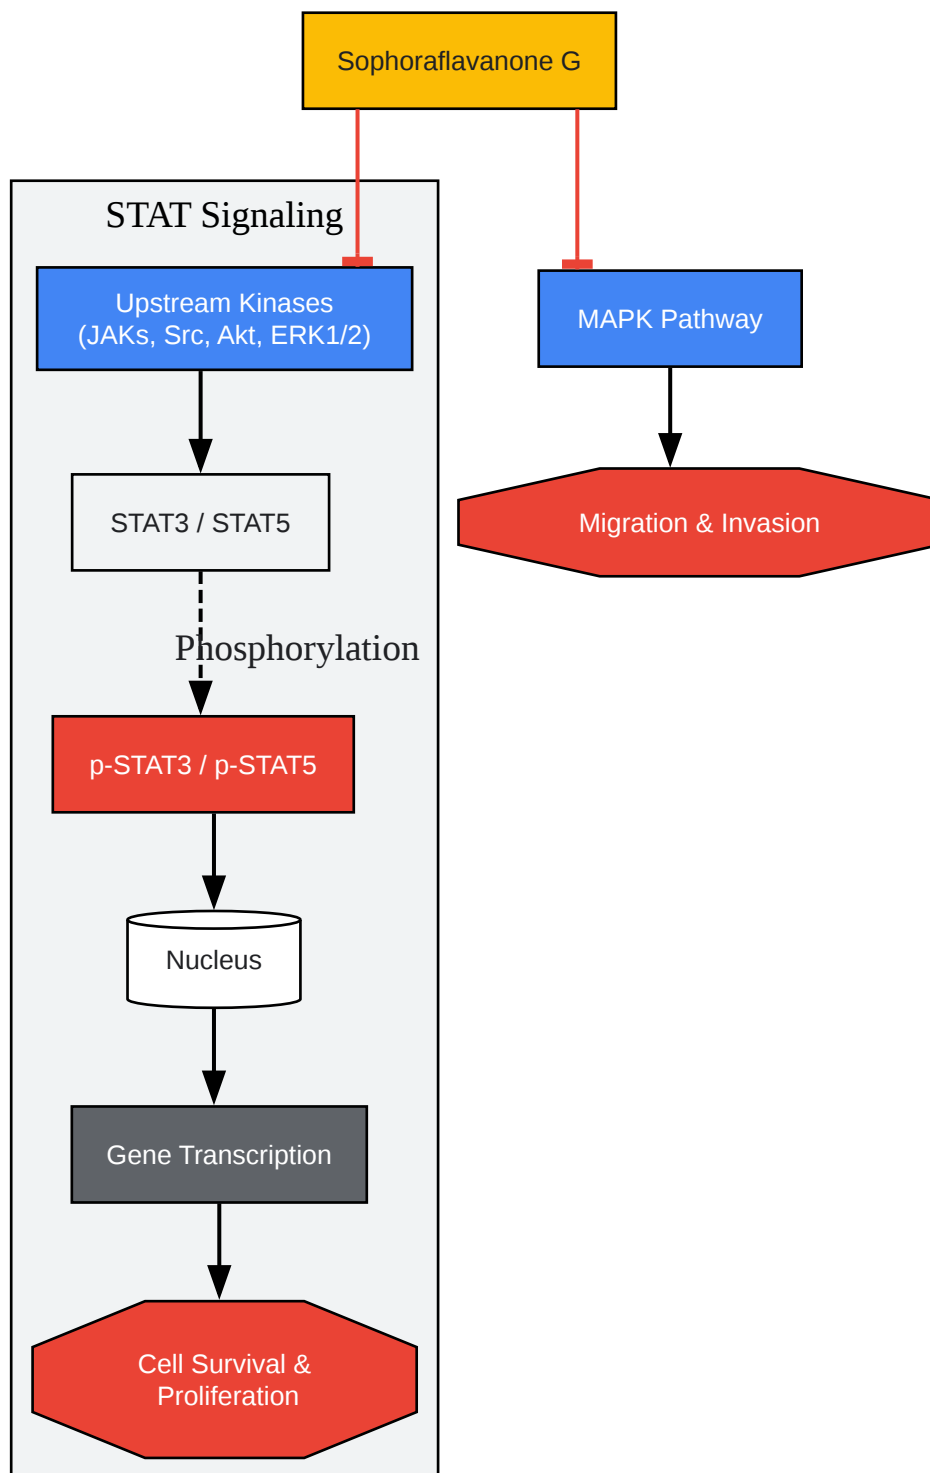 Sophoraflavanone G
STAT Signaling
Upstream Kinases
(JAKs, Src, Akt, ERK1/2)
MAPK Pathway
STAT3 / STAT5
Migration & Invasion
Phosphorylation
p-STAT3 / p-STAT5
Nucleus
Gene Transcription
Cell Survival &
Proliferation